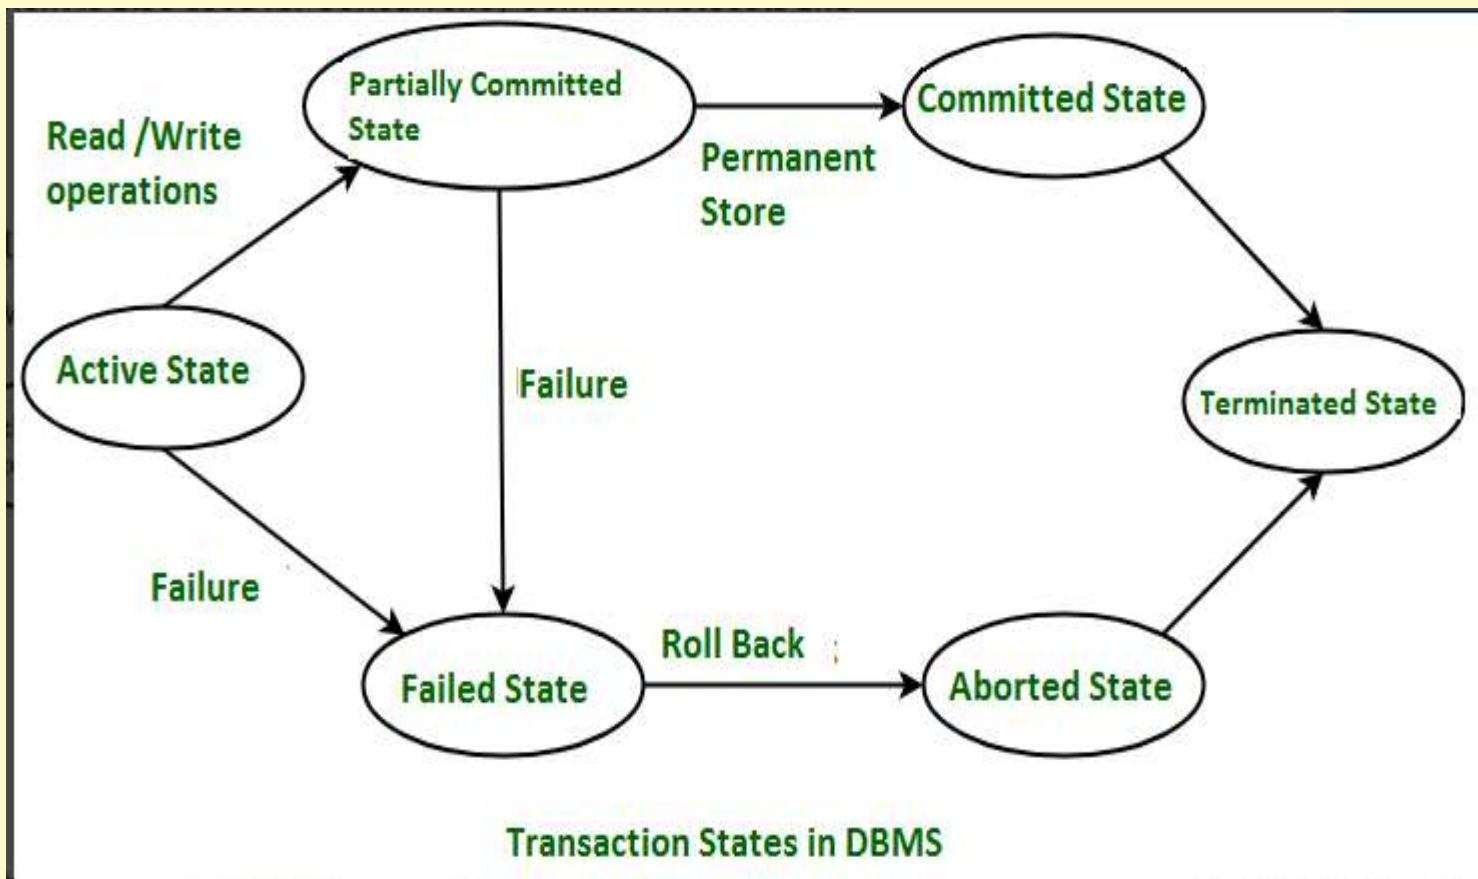 Partially Committed
State
Committed State
Read /Write
operations
Permanent
Store
Active State
Failure
Terminated State
Failure
Roll Back
Failed State
Aborted State
Transaction States in DBMS